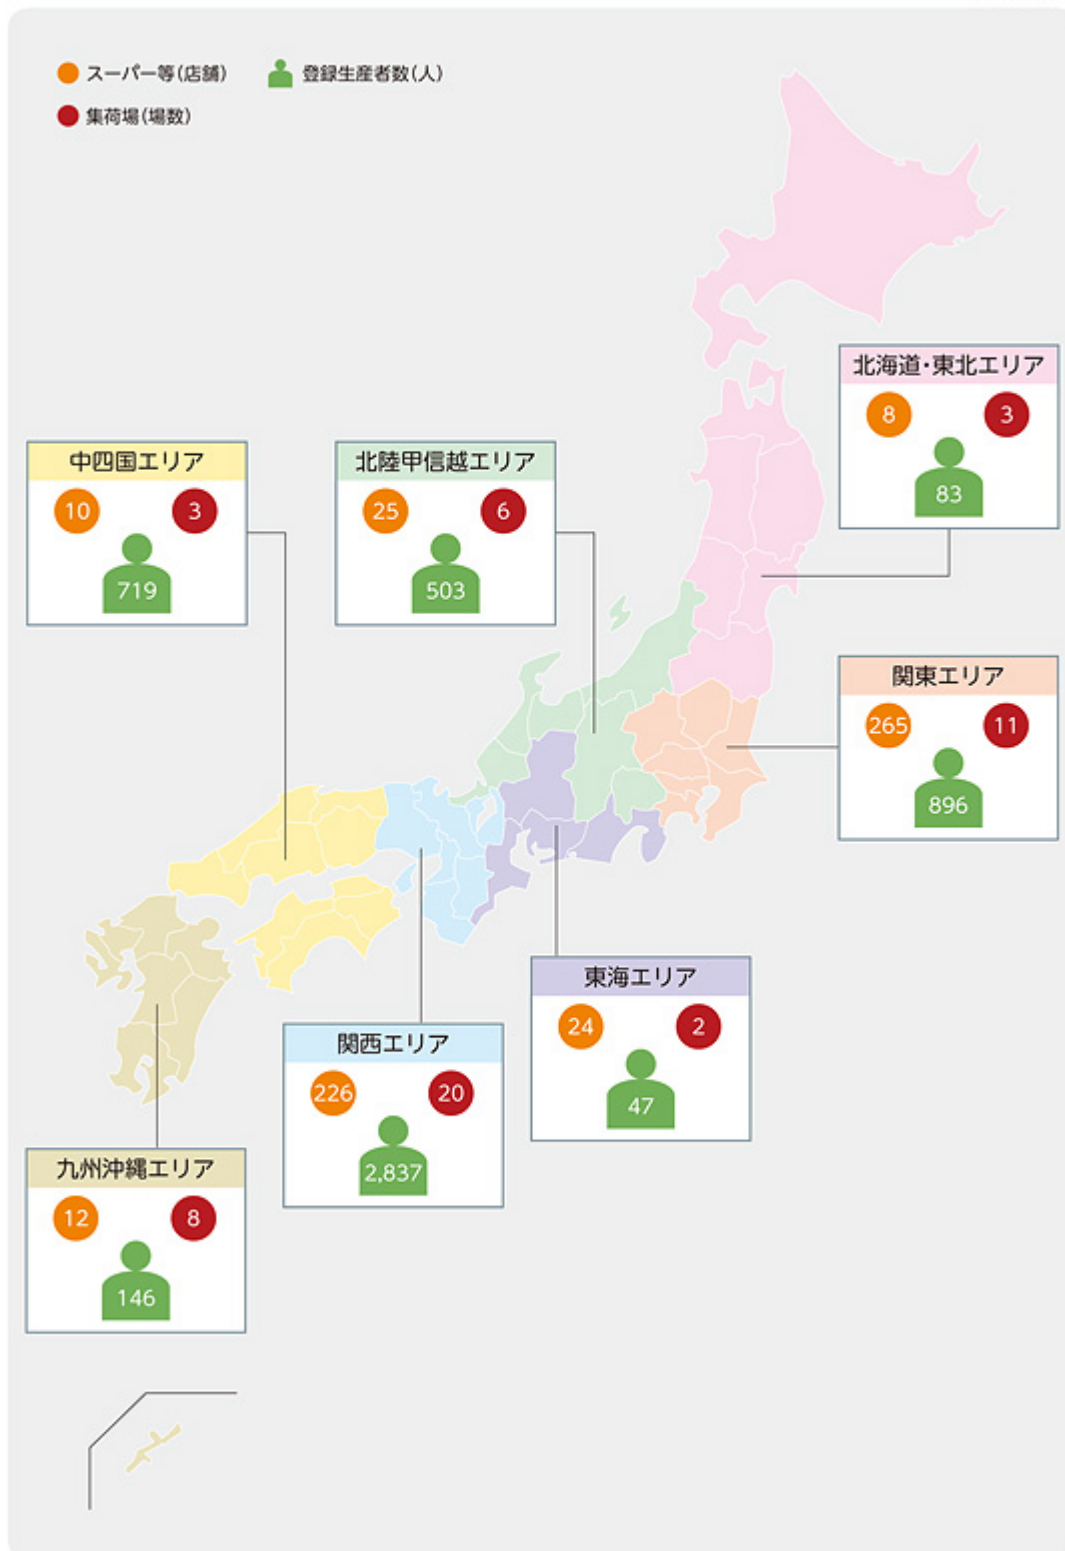 スーパー等(店舗)
登録生産者数(人)
集荷場(場数)
北海道・東北エリア
8
3
83
中四国エリア
10
3
719
北陸甲信越エリア
25
6
503
関東エリア
265
11
896
東海エリア
24
2
47
関西エリア
226
20
2,837
九州沖縄エリア
12
8
146